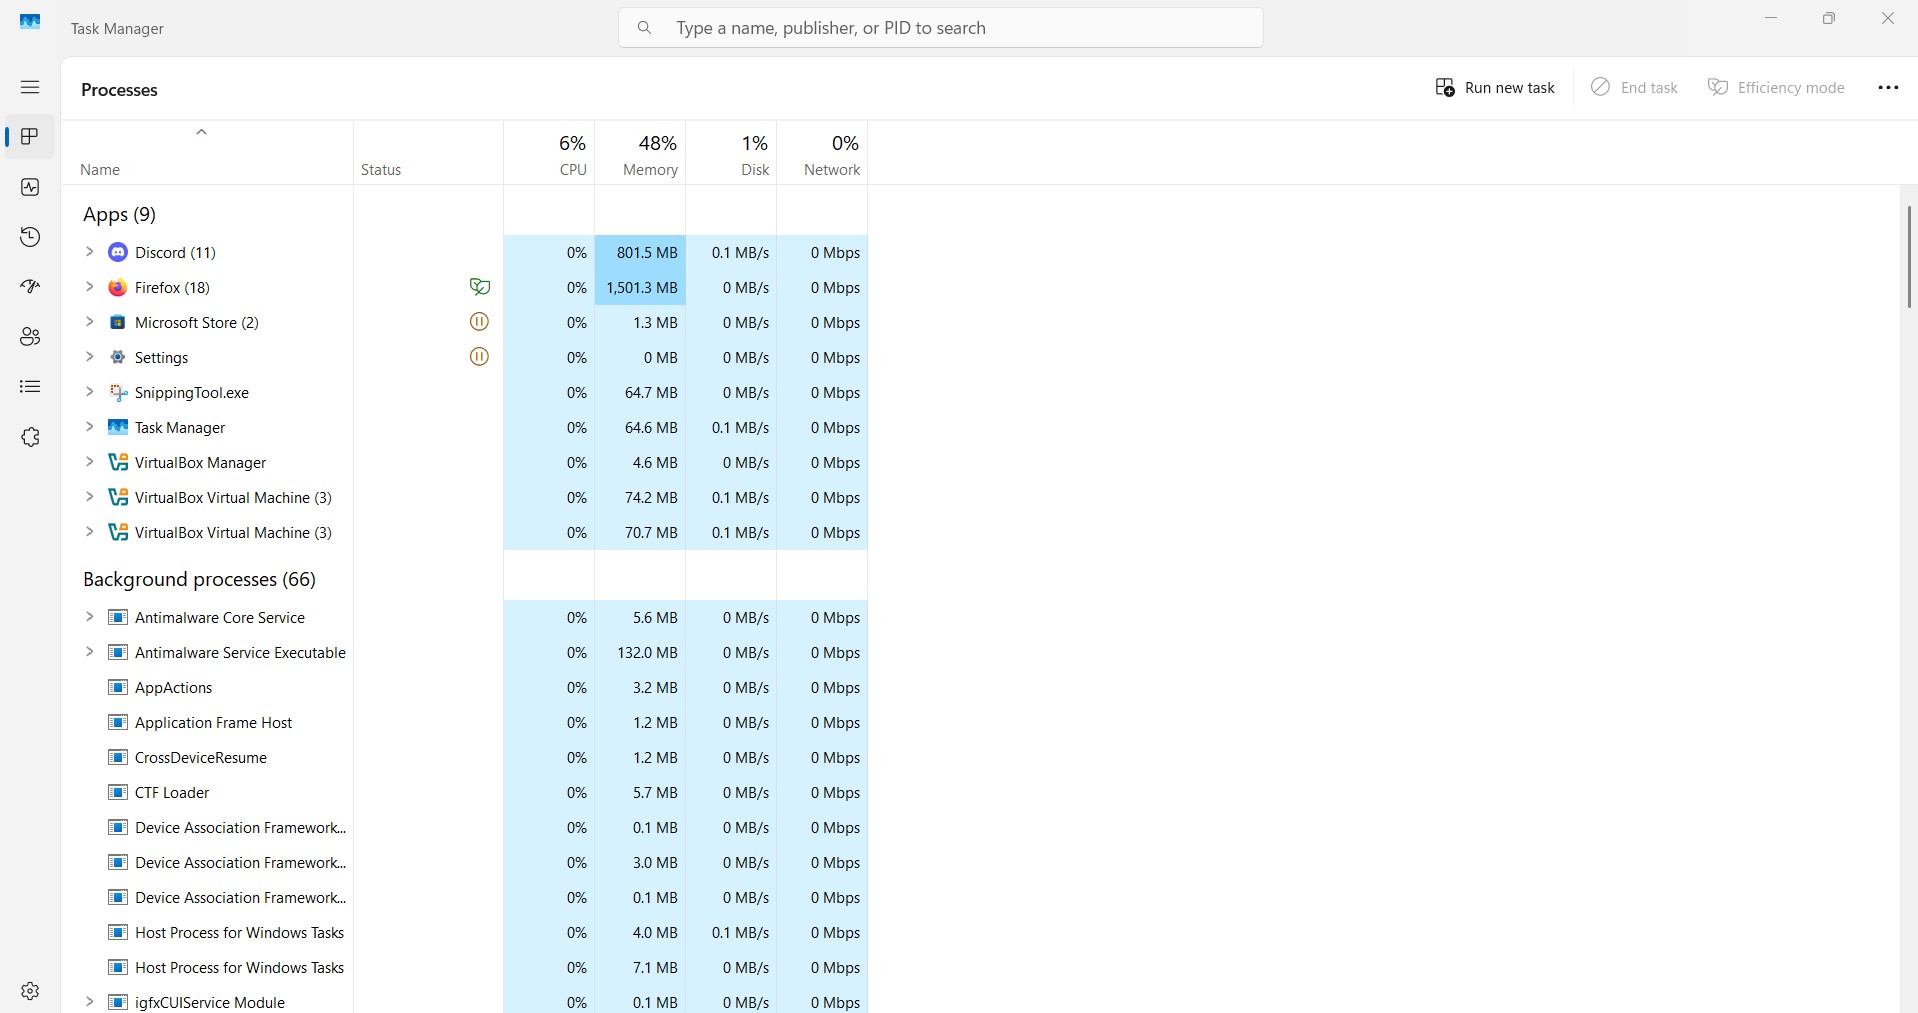 Task Manager
Type a name, publisher, or PID to search
Processes
Run new task
End task
Efficiency mode
6% 48% 1% 0%
Name Status CPU Memory Disk Network
Apps (9)
Discord (11) 0% 801.5 MB 0.1 MB/s 0 Mbps
Firefox (18) 0% 1,501.3 MB 0 MB/s 0 Mbps
Microsoft Store (2) 0% 1.3 MB 0 MB/s 0 Mbps
Settings 0% 0 MB 0 MB/s 0 Mbps
SnippingTool.exe 0% 64.7 MB 0 MB/s 0 Mbps
Task Manager 0% 64.6 MB 0.1 MB/s 0 Mbps
VirtualBox Manager 0% 4.6 MB 0 MB/s 0 Mbps
VirtualBox Virtual Machine (3) 0% 74.2 MB 0.1 MB/s 0 Mbps
VirtualBox Virtual Machine (3) 0% 70.7 MB 0.1 MB/s 0 Mbps
Background processes (66)
Antimalware Core Service 0% 5.6 MB 0 MB/s 0 Mbps
Antimalware Service Executable 0% 132.0 MB 0 MB/s 0 Mbps
AppActions 0% 3.2 MB 0 MB/s 0 Mbps
Application Frame Host 0% 1.2 MB 0 MB/s 0 Mbps
CrossDeviceResume 0% 1.2 MB 0 MB/s 0 Mbps
CTF Loader 0% 5.7 MB 0 MB/s 0 Mbps
Device Association Framework... 0% 0.1 MB 0 MB/s 0 Mbps
Device Association Framework... 0% 3.0 MB 0 MB/s 0 Mbps
Device Association Framework... 0% 0.1 MB 0 MB/s 0 Mbps
Host Process for Windows Tasks 0% 4.0 MB 0.1 MB/s 0 Mbps
Host Process for Windows Tasks 0% 7.1 MB 0 MB/s 0 Mbps
igfxCUIService Module 0% 0.1 MB 0 MB/s 0 Mbps